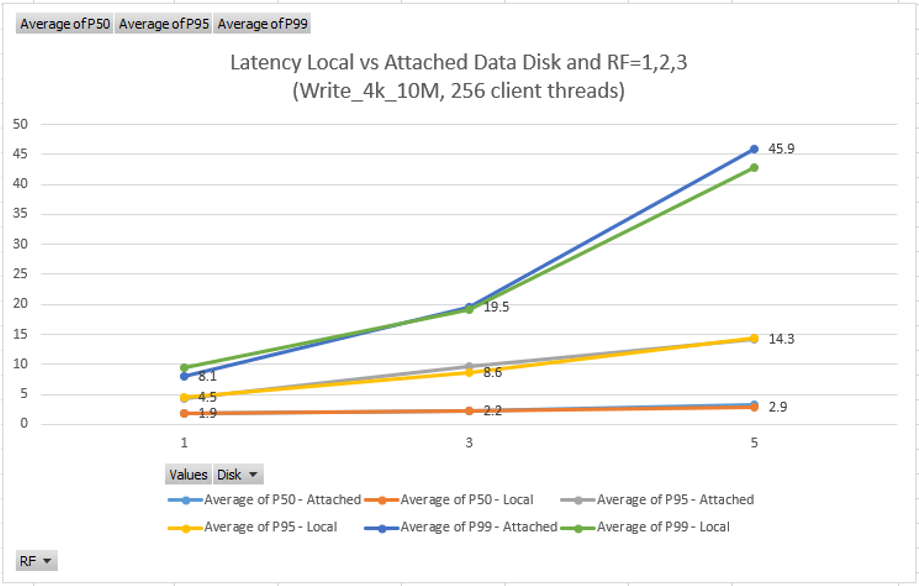 Average of P50 Average of P95 Average of P99
Latency Local vs Attached Data Disk and RF=1,2,3
(Write_4k_10M, 256 client threads)
50
45
40
35
30
25
20
15
10
5
0
45.9
19.5
14.3
8.1
8.6
4.5
1.9
2.2
2.9
1 3 5
Values Disk
Average of P50 - Attached Average of P50 - Local Average of P95 - Attached
Average of P95 - Local Average of P99 - Attached Average of P99 - Local
RF